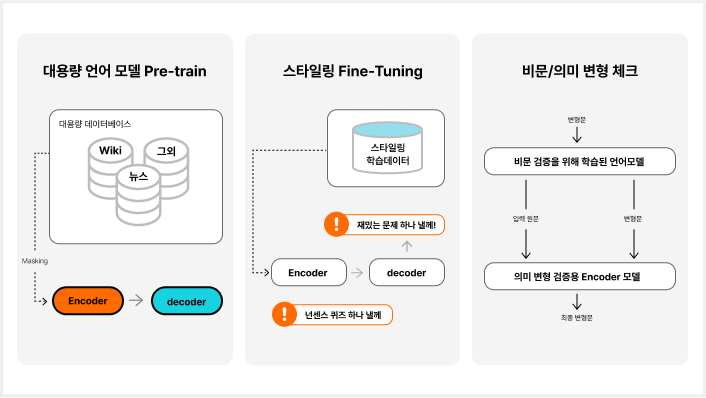 대용량 언어 모델 Pre-train
대용량 데이터베이스
Wiki
그외
뉴스
Masking
Encoder
decoder
스타일링 Fine-Tuning
스타일링
학습데이터
재밌는 문제 하나 낼께!
Encoder
decoder
넌센스 퀴즈 하나 낼께
비문/의미 변형 체크
변형문
비문 검증을 위해 학습된 언어모델
입력 원문
변형문
의미 변형 검증용 Encoder 모델
최종 변형문